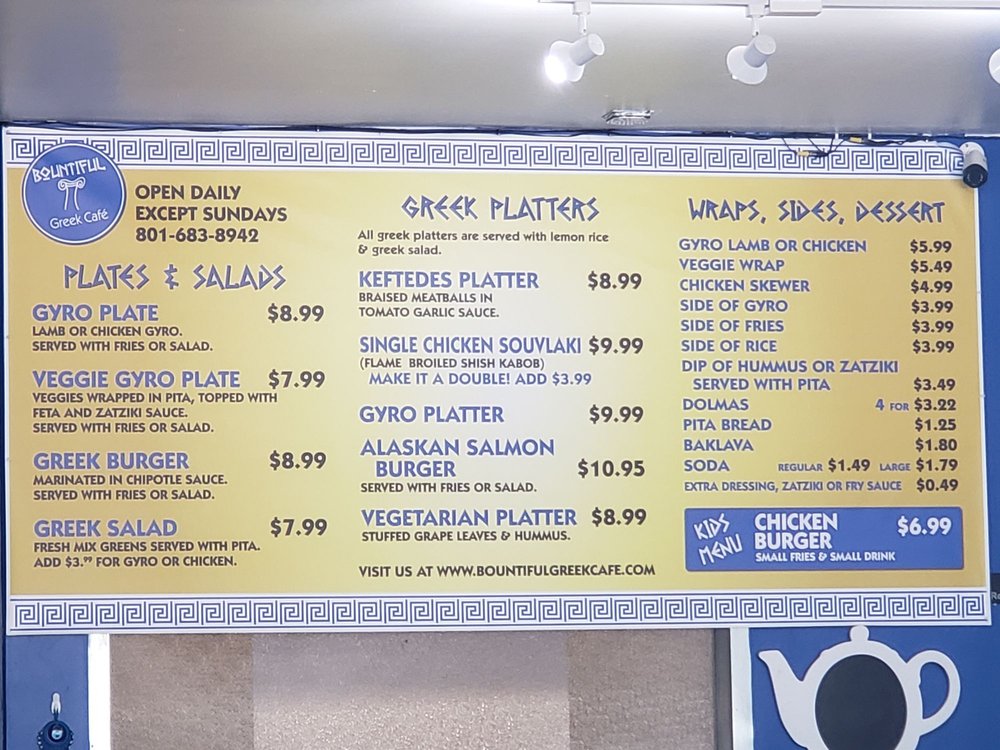 BOUNTIFUL
Greek Café
OPEN DAILY
EXCEPT SUNDAYS
801-683-8942
PLATES & SALADS
GYRO PLATE $8.99
LAMB OR CHICKEN GYRO.
SERVED WITH FRIES OR SALAD.
VEGGIE GYRO PLATE $7.99
VEGGIES WRAPPED IN PITA, TOPPED WITH
FETA AND ZATZIKI SAUCE.
SERVED WITH FRIES OR SALAD.
GREEK BURGER $8.99
MARINATED IN CHIPOTLE SAUCE.
SERVED WITH FRIES OR SALAD.
GREEK SALAD $7.99
FRESH MIX GREENS SERVED WITH PITA.
ADD $3.99 FOR GYRO OR CHICKEN.
GREEK PLATTERS
All greek platters are served with lemon rice
& greek salad.
KEFTEDES PLATTER $8.99
BRAISED MEATBALLS IN
TOMATO GARLIC SAUCE.
SINGLE CHICKEN SOUVLAKI $9.99
(FLAME BROILED SHISH KABOB)
MAKE IT A DOUBLE! ADD $3.99
GYRO PLATTER $9.99
ALASKAN SALMON
BURGER $10.95
SERVED WITH FRIES OR SALAD.
VEGETARIAN PLATTER $8.99
STUFFED GRAPE LEAVES & HUMMUS.
VISIT US AT WWW.BOUNTIFULGREEKCAFE.COM
WRAPS, SIDES, DESSERT
GYRO LAMB OR CHICKEN $5.99
VEGGIE WRAP $5.49
CHICKEN SKEWER $4.99
SIDE OF GYRO $3.99
SIDE OF FRIES $3.99
SIDE OF RICE $3.99
DIP OF HUMMUS OR ZATZIKI
SERVED WITH PITA $3.49
DOLMAS 4 FOR $3.22
PITA BREAD $1.25
BAKLAVA $1.80
SODA REGULAR $1.49 LARGE $1.79
EXTRA DRESSING, ZATZIKI OR FRY SAUCE $0.49
KIDS
MENU
CHICKEN
BURGER $6.99
SMALL FRIES & SMALL DRINK